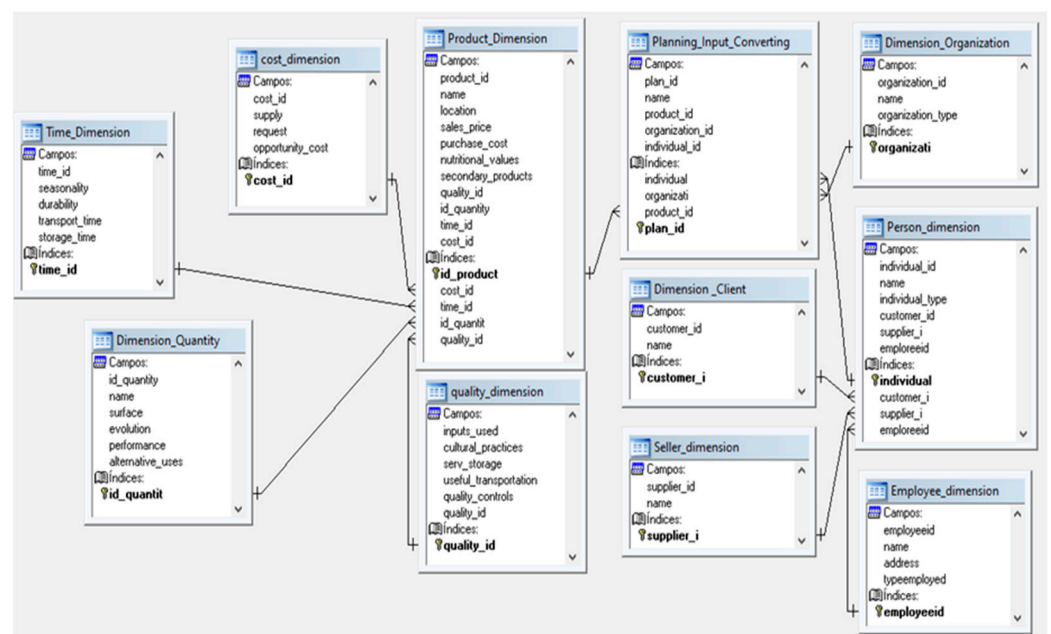 Time_Dimension
Campos:
time_id
seasonality
durability
transport_time
storage_time
Índices:
time_id
cost_dimension
Campos:
cost_id
supply
request
opportunity_cost
Índices:
cost_id
Dimension_Quantity
Campos:
id_quantity
name
surface
evolution
performance
alternative_uses
Índices:
id_quantit
Product_Dimension
Campos:
product_id
name
location
sales_price
purchase_cost
nutritional_values
secondary_products
quality_id
id_quantity
time_id
cost_id
Índices:
id_product
cost_id
time_id
id_quantit
quality_id
quality_dimension
Campos:
inputs_used
cultural_practices
serv_storage
useful_transportation
quality_controls
quality_id
Índices:
quality_id
Planning_Input_Converting
Campos:
plan_id
name
product_id
organization_id
individual_id
Índices:
individual
organizati
product_id
plan_id
Dimension _Client
Campos:
customer_id
name
Índices:
customer_i
Seller_dimension
Campos:
supplier_id
name
Índices:
supplier_i
Dimension_Organization
Campos:
organization_id
name
organization_type
Índices:
organizati
Person_dimension
Campos:
individual_id
name
individual_type
customer_id
supplier_i
emploreeid
Índices:
individual
customer_i
supplier_i
emploreeid
Employee_dimension
Campos:
employeeid
name
address
typeemployed
Índices:
employeeid